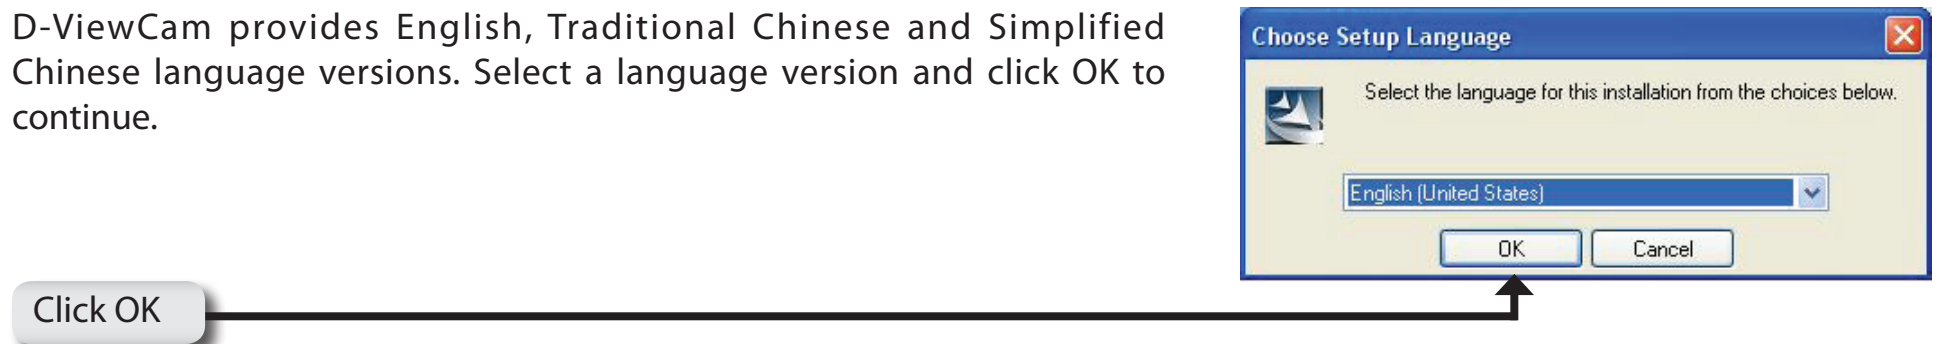 D-ViewCam provides English, Traditional Chinese and Simplified
Chinese language versions. Select a language version and click OK to
continue.
Choose Setup Language
Select the language for this installation from the choices below.
English (United States)
OK
Cancel
Click OK